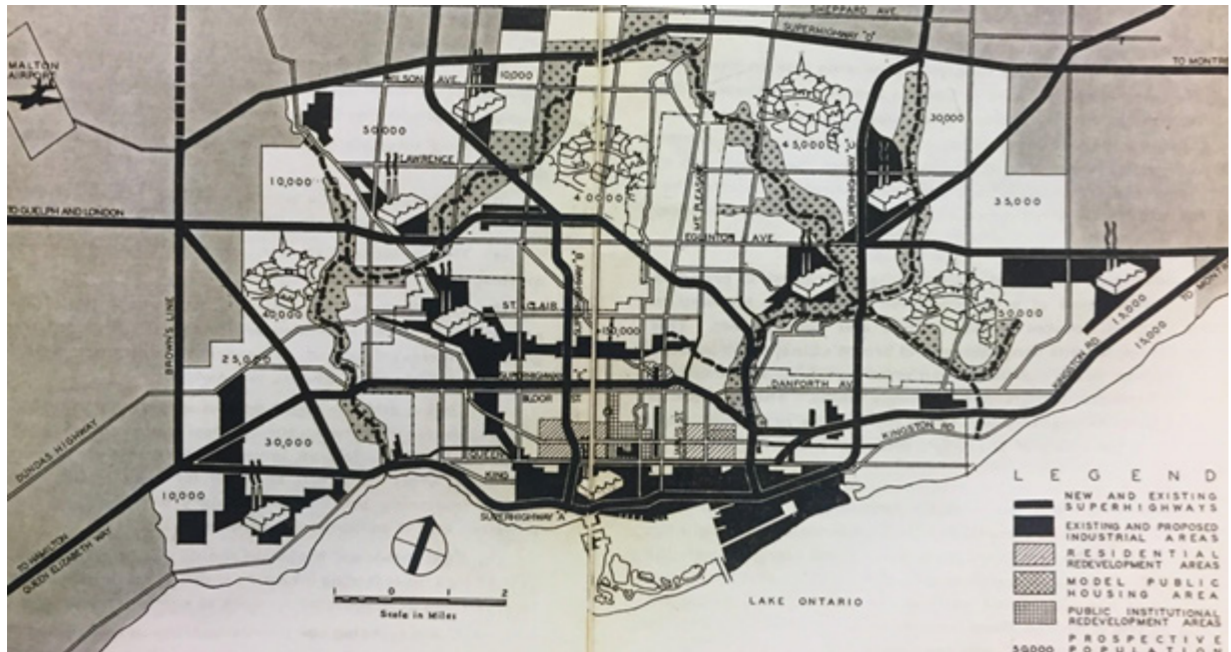 SHEPPARD AVE.
SUPERHIGHWAY "D"
TO MONTR
MALTON
AIRPORT
WILSON AVE.
10,000
50,000
30,000
45,000
LAWRENCE
10,000
40,000
MT. PLEASANT
SUPERHIGHWAY "C"
35,000
TO GUELPH AND LONDON
EGLINTON AVE.
40,000
ST. CLAIR
150,000
50,000
15,000
15,000
TO MONTR
BROWN'S LINE
25,000
SUPERHIGHWAY
DANFORTH AVE
KINGSTON RD
BLOOR ST.
DUNDAS HIGHWAY
30,000
QUEEN
KINGSTON RD
KING
10,000
SUPERHIGHWAY "A"
TO HAMILTON
QUEEN ELIZABETH WAY
1 0 1 2
Scale in Miles
LAKE ONTARIO
LEGEND
NEW AND EXISTING
SUPERHIGHWAYS
EXISTING AND PROPOSED
INDUSTRIAL AREAS
RESIDENTIAL
REDEVELOPMENT AREAS
MODEL PUBLIC
HOUSING AREA
PUBLIC INSTITUTIONAL
REDEVELOPMENT AREAS
50,000 PROSPECTIVE
POPULATION